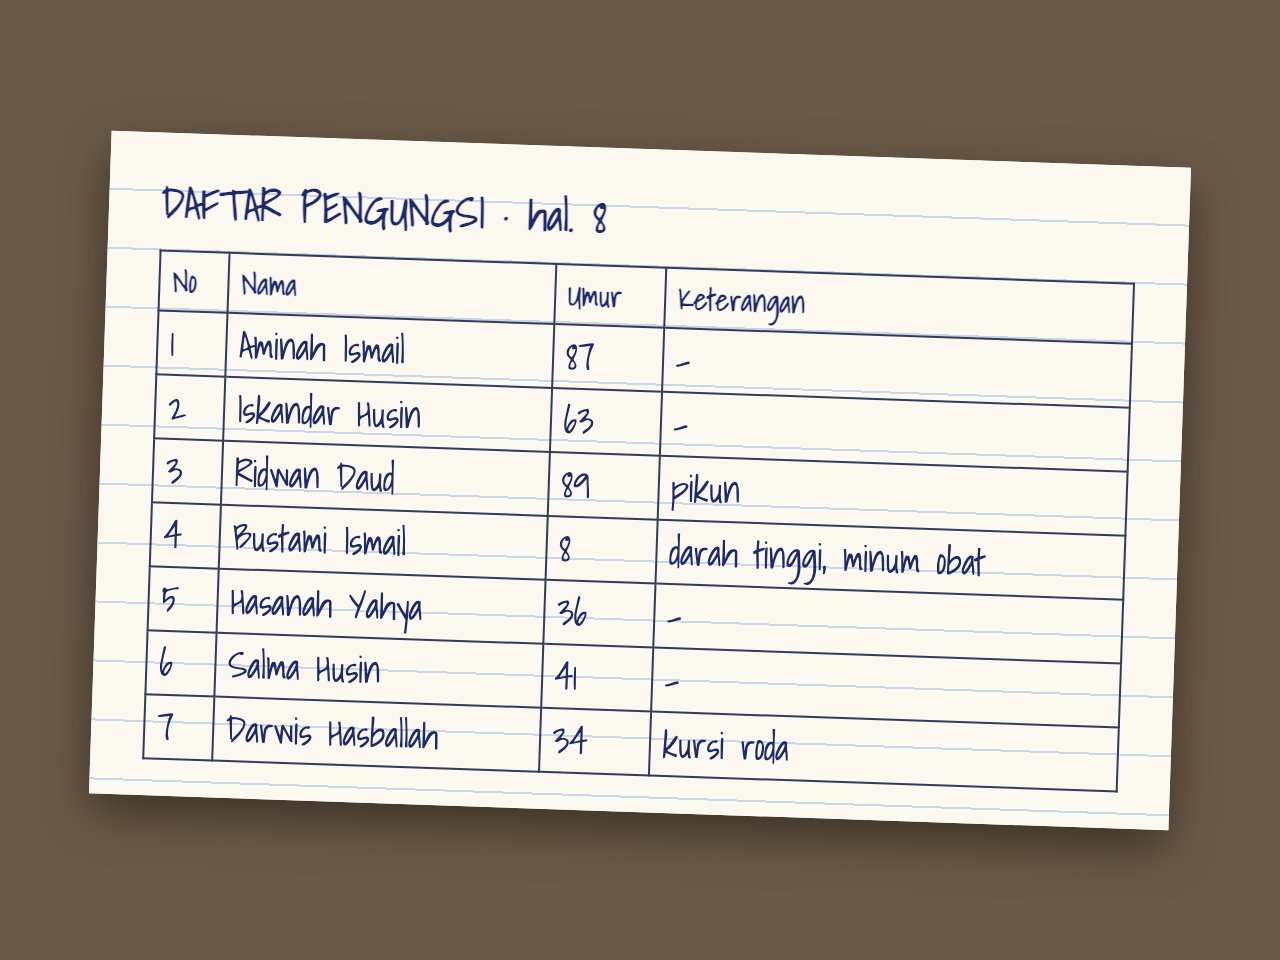 DAFTAR PENGUNGSI · hal. 8
No Nama Umur Keterangan
1 Aminah Ismail 87 -
2 Iskandar Husin 63 -
3 Ridwan Daud 89 pikun
4 Bustami Ismail 8 darah tinggi, minum obat
5 Hasanah Yahya 36 -
6 Salma Husin 41 -
7 Darwis Hasballah 34 kursi roda